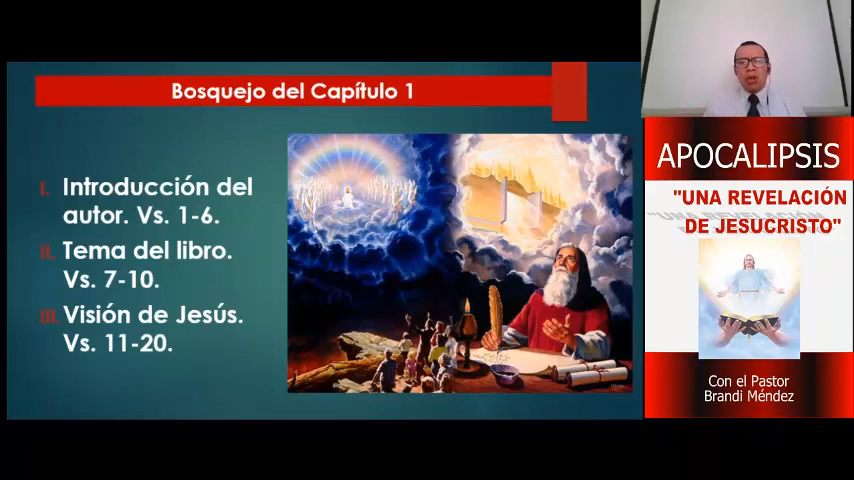 Bosquejo del Capítulo 1
I. Introducción del
autor. Vs. 1-6.
II. Tema del libro.
Vs. 7-10.
III. Visión de Jesús.
Vs. 11-20.
APOCALIPSIS
"UNA REVELACIÓN
DE JESUCRISTO"
Con el Pastor
Brandi Méndez